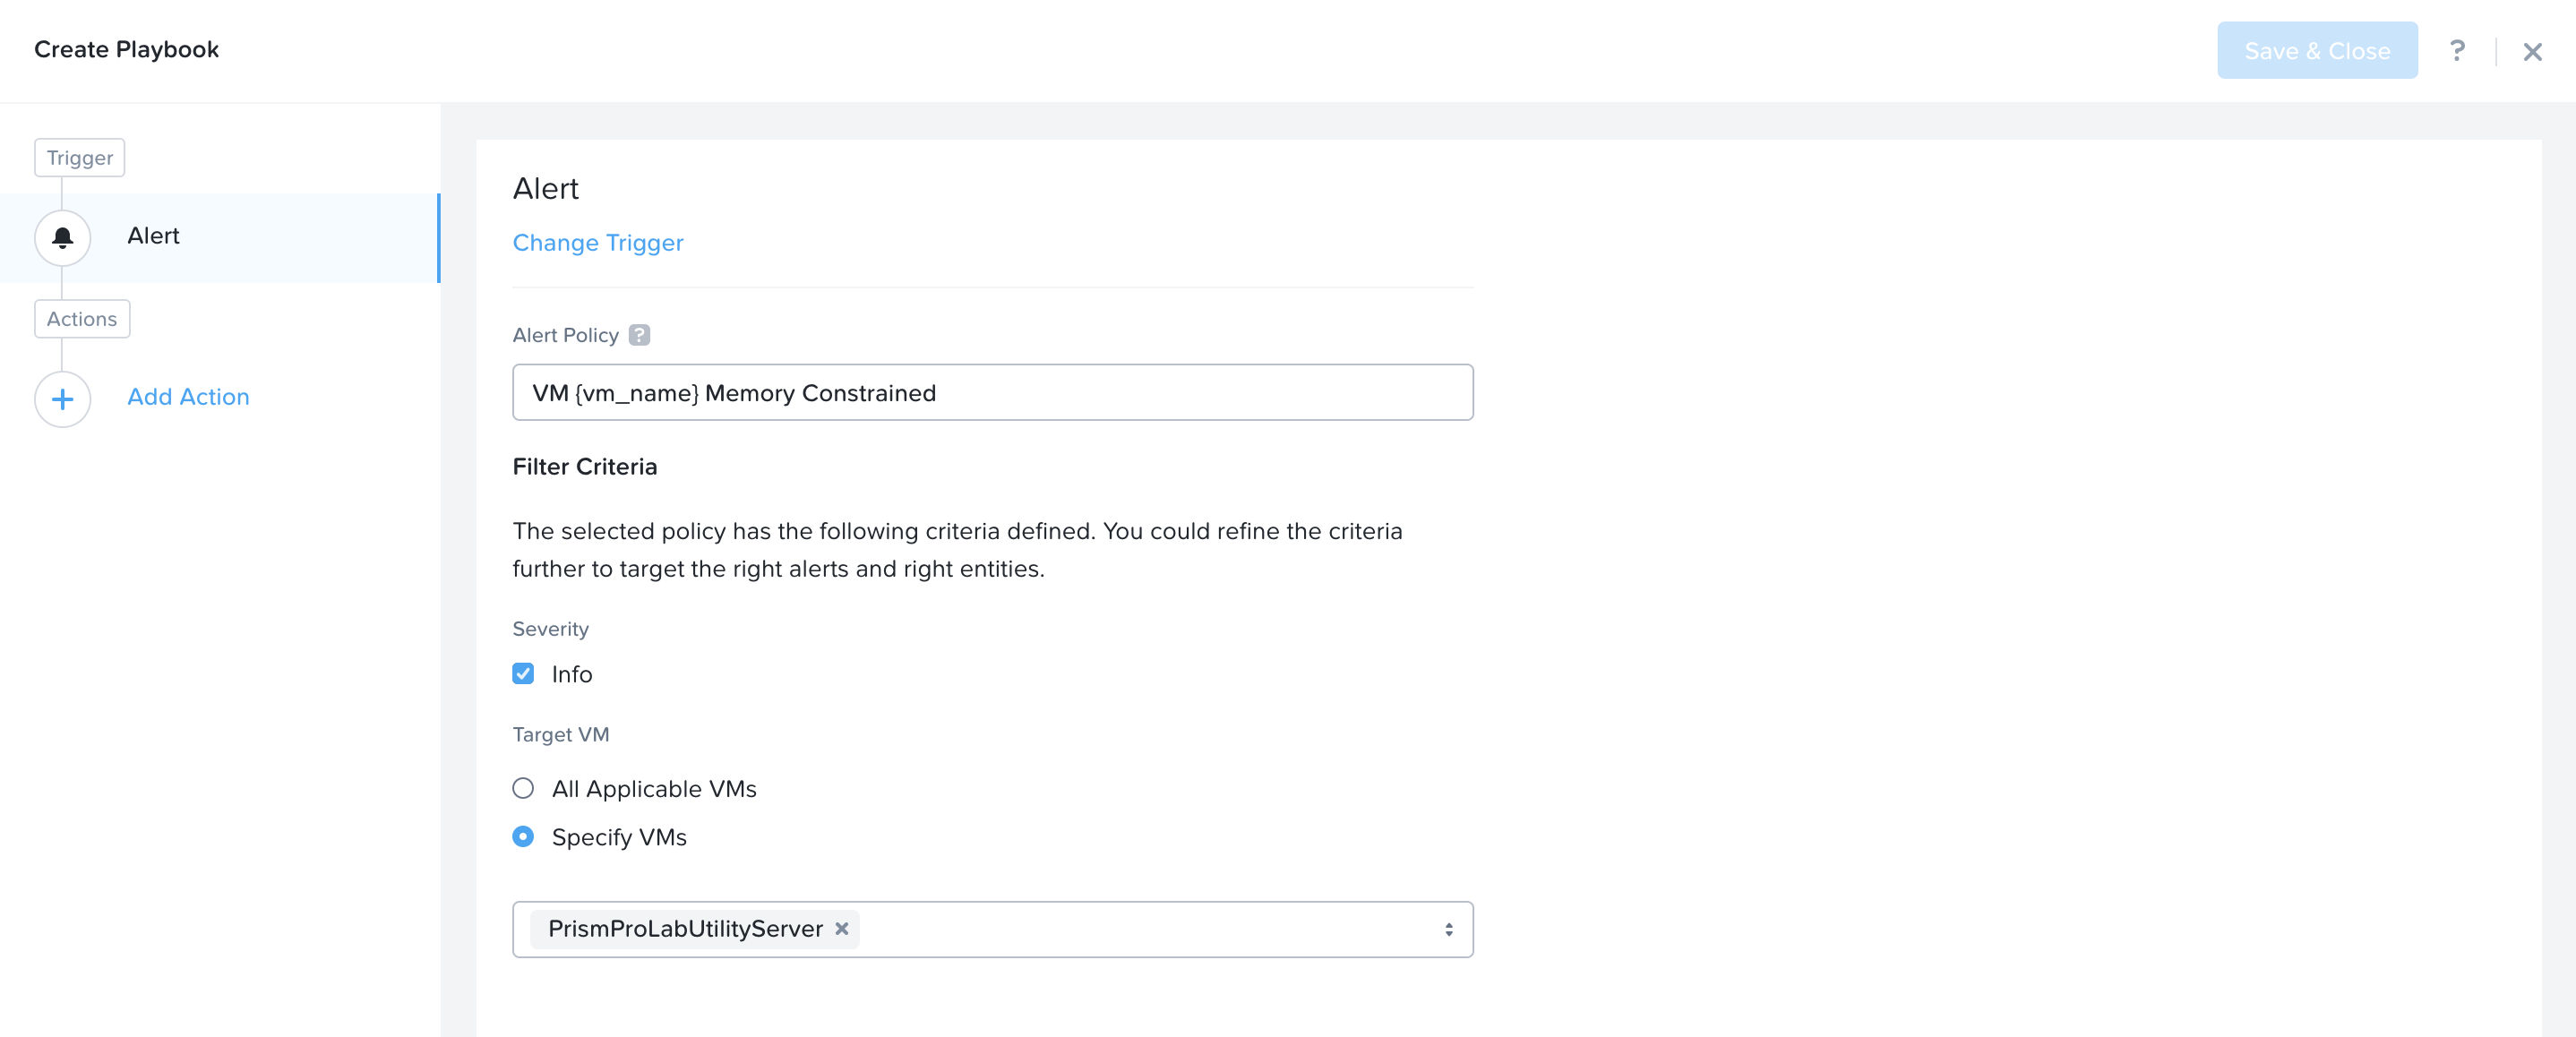 Create Playbook
Save & Close
?
Trigger
Alert
Actions
Add Action
Alert
Change Trigger
Alert Policy ?
VM {vm_name} Memory Constrained
Filter Criteria
The selected policy has the following criteria defined. You could refine the criteria
further to target the right alerts and right entities.
Severity
Info
Target VM
All Applicable VMs
Specify VMs
PrismProLabUtilityServer